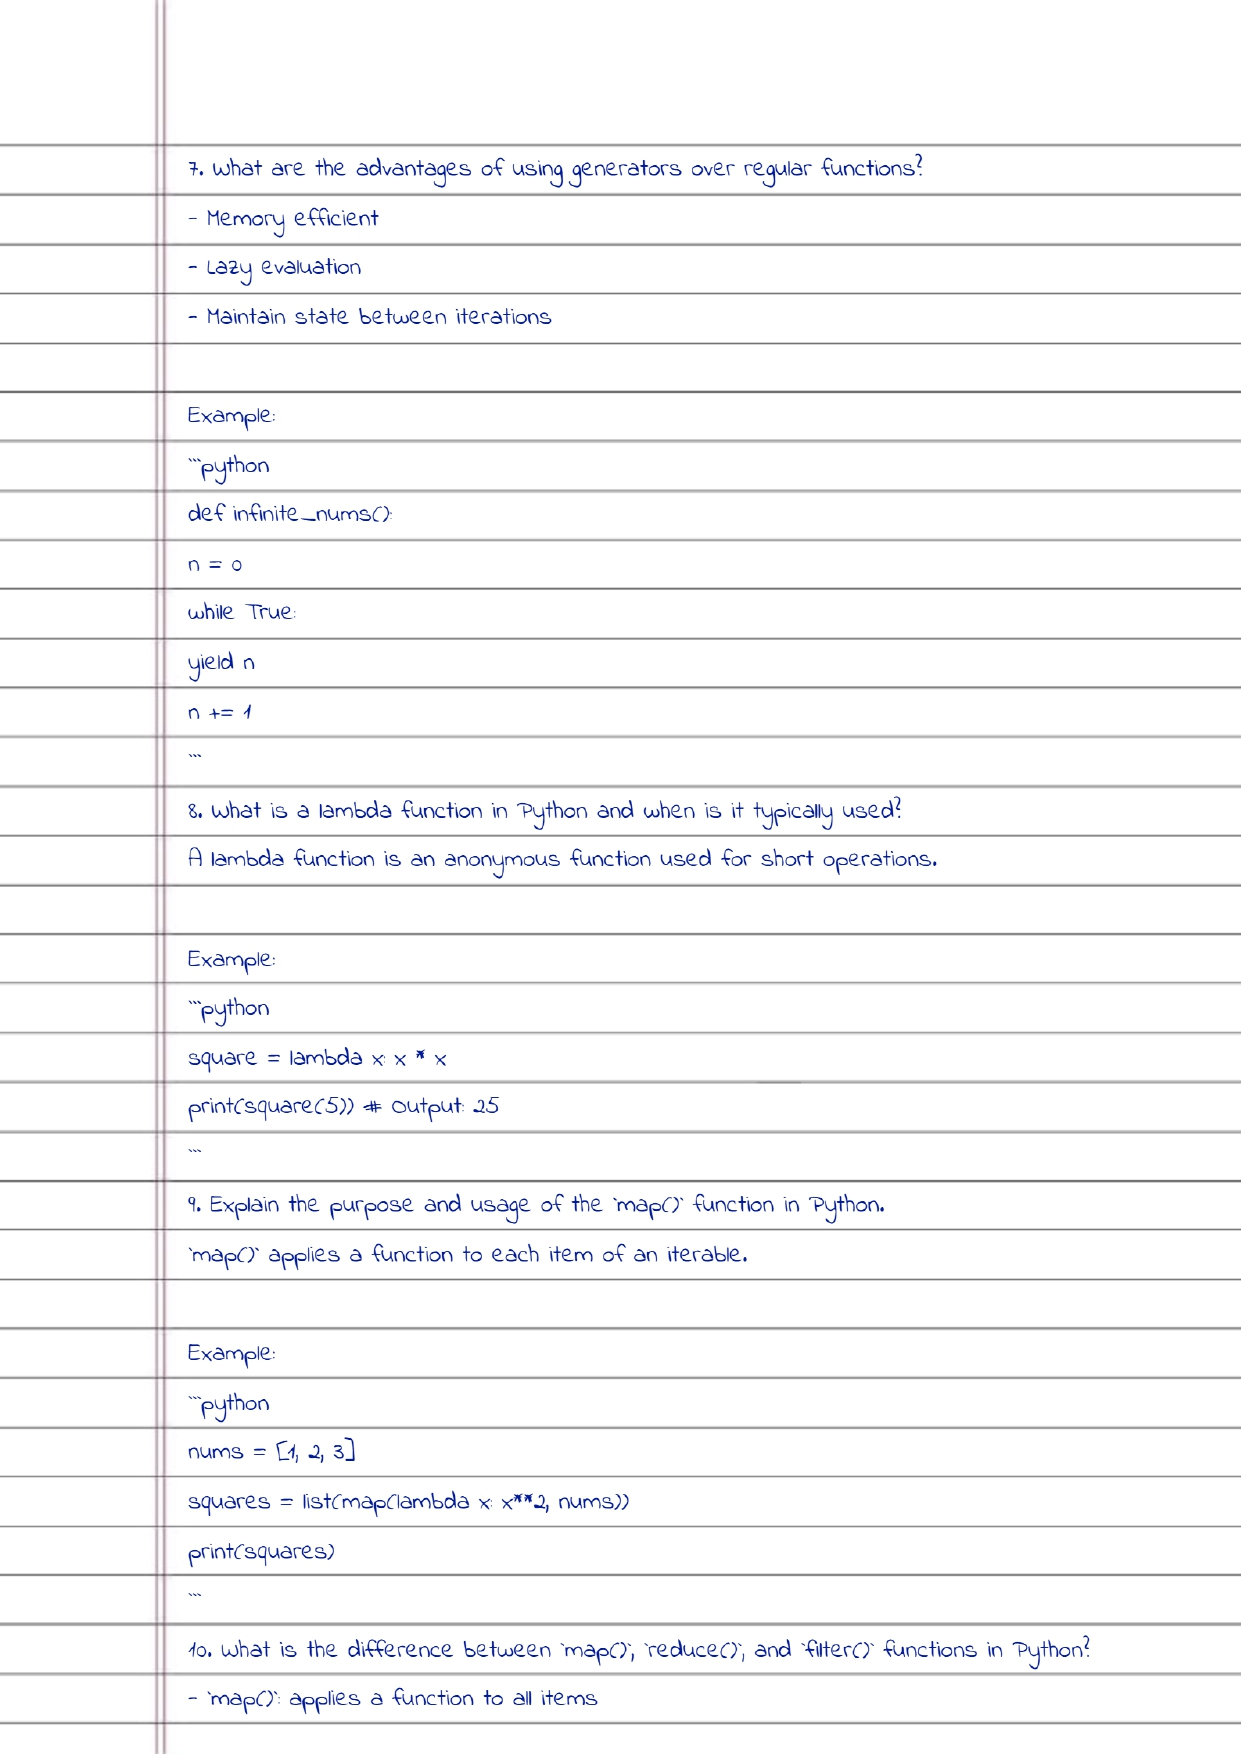 7. What are the advantages of using generators over regular functions?
- Memory efficient
- Lazy evaluation
- Maintain state between iterations
Example:
```python
def infinite_nums():
n = 0
while True:
yield n
n += 1
```
8. What is a lambda function in Python and when is it typically used?
A lambda function is an anonymous function used for short operations.
Example:
```python
square = lambda x: x * x
print(square(5)) # Output: 25
```
9. Explain the purpose and usage of the `map()` function in Python.
`map()` applies a function to each item of an iterable.
Example:
```python
nums = [1, 2, 3]
squares = list(map(lambda x: x**2, nums))
print(squares)
```
10. What is the difference between `map()`, `reduce()`, and `filter()` functions in Python?
- `map()`: applies a function to all items